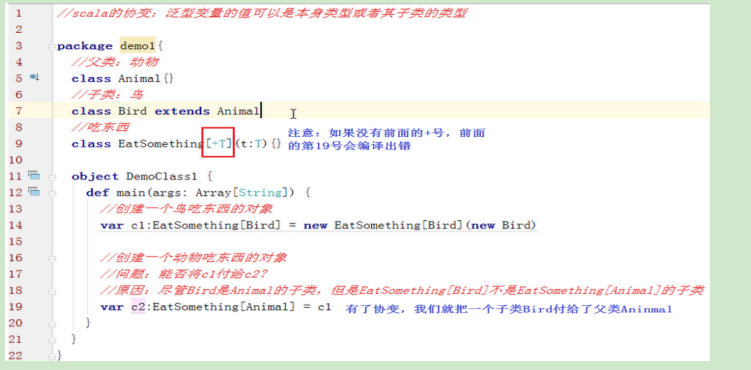 1 //scala的协变：泛型变量的值可以是本身类型或者其子类的类型
2
3 package demo1{
4 //父类：动物
5 class Animal{}
6 //子类：鸟
7 class Bird extends Animal
8 //吃东西
9 class EatSomething[+T](t:T){}
注意：如果没有前面的+号，前面
的第19号会编译出错
10
11 object DemoClass1 {
12 def main(args: Array[String]) {
13 //创建一个鸟吃东西的对象
14 var c1:EatSomething[Bird] = new EatSomething[Bird](new Bird)
15
16 //创建一个动物吃东西的对象
17 //问题：能否将c1付给c2?
18 //原因：尽管Bird是Animal的子类，但是EatSomething[Bird]不是EatSomething[Animal]的子类
19 var c2:EatSomething[Animal] = c1 有了协变，我们就把一个子类Bird付给了父类Aninmal
20 }
21 }
22 }